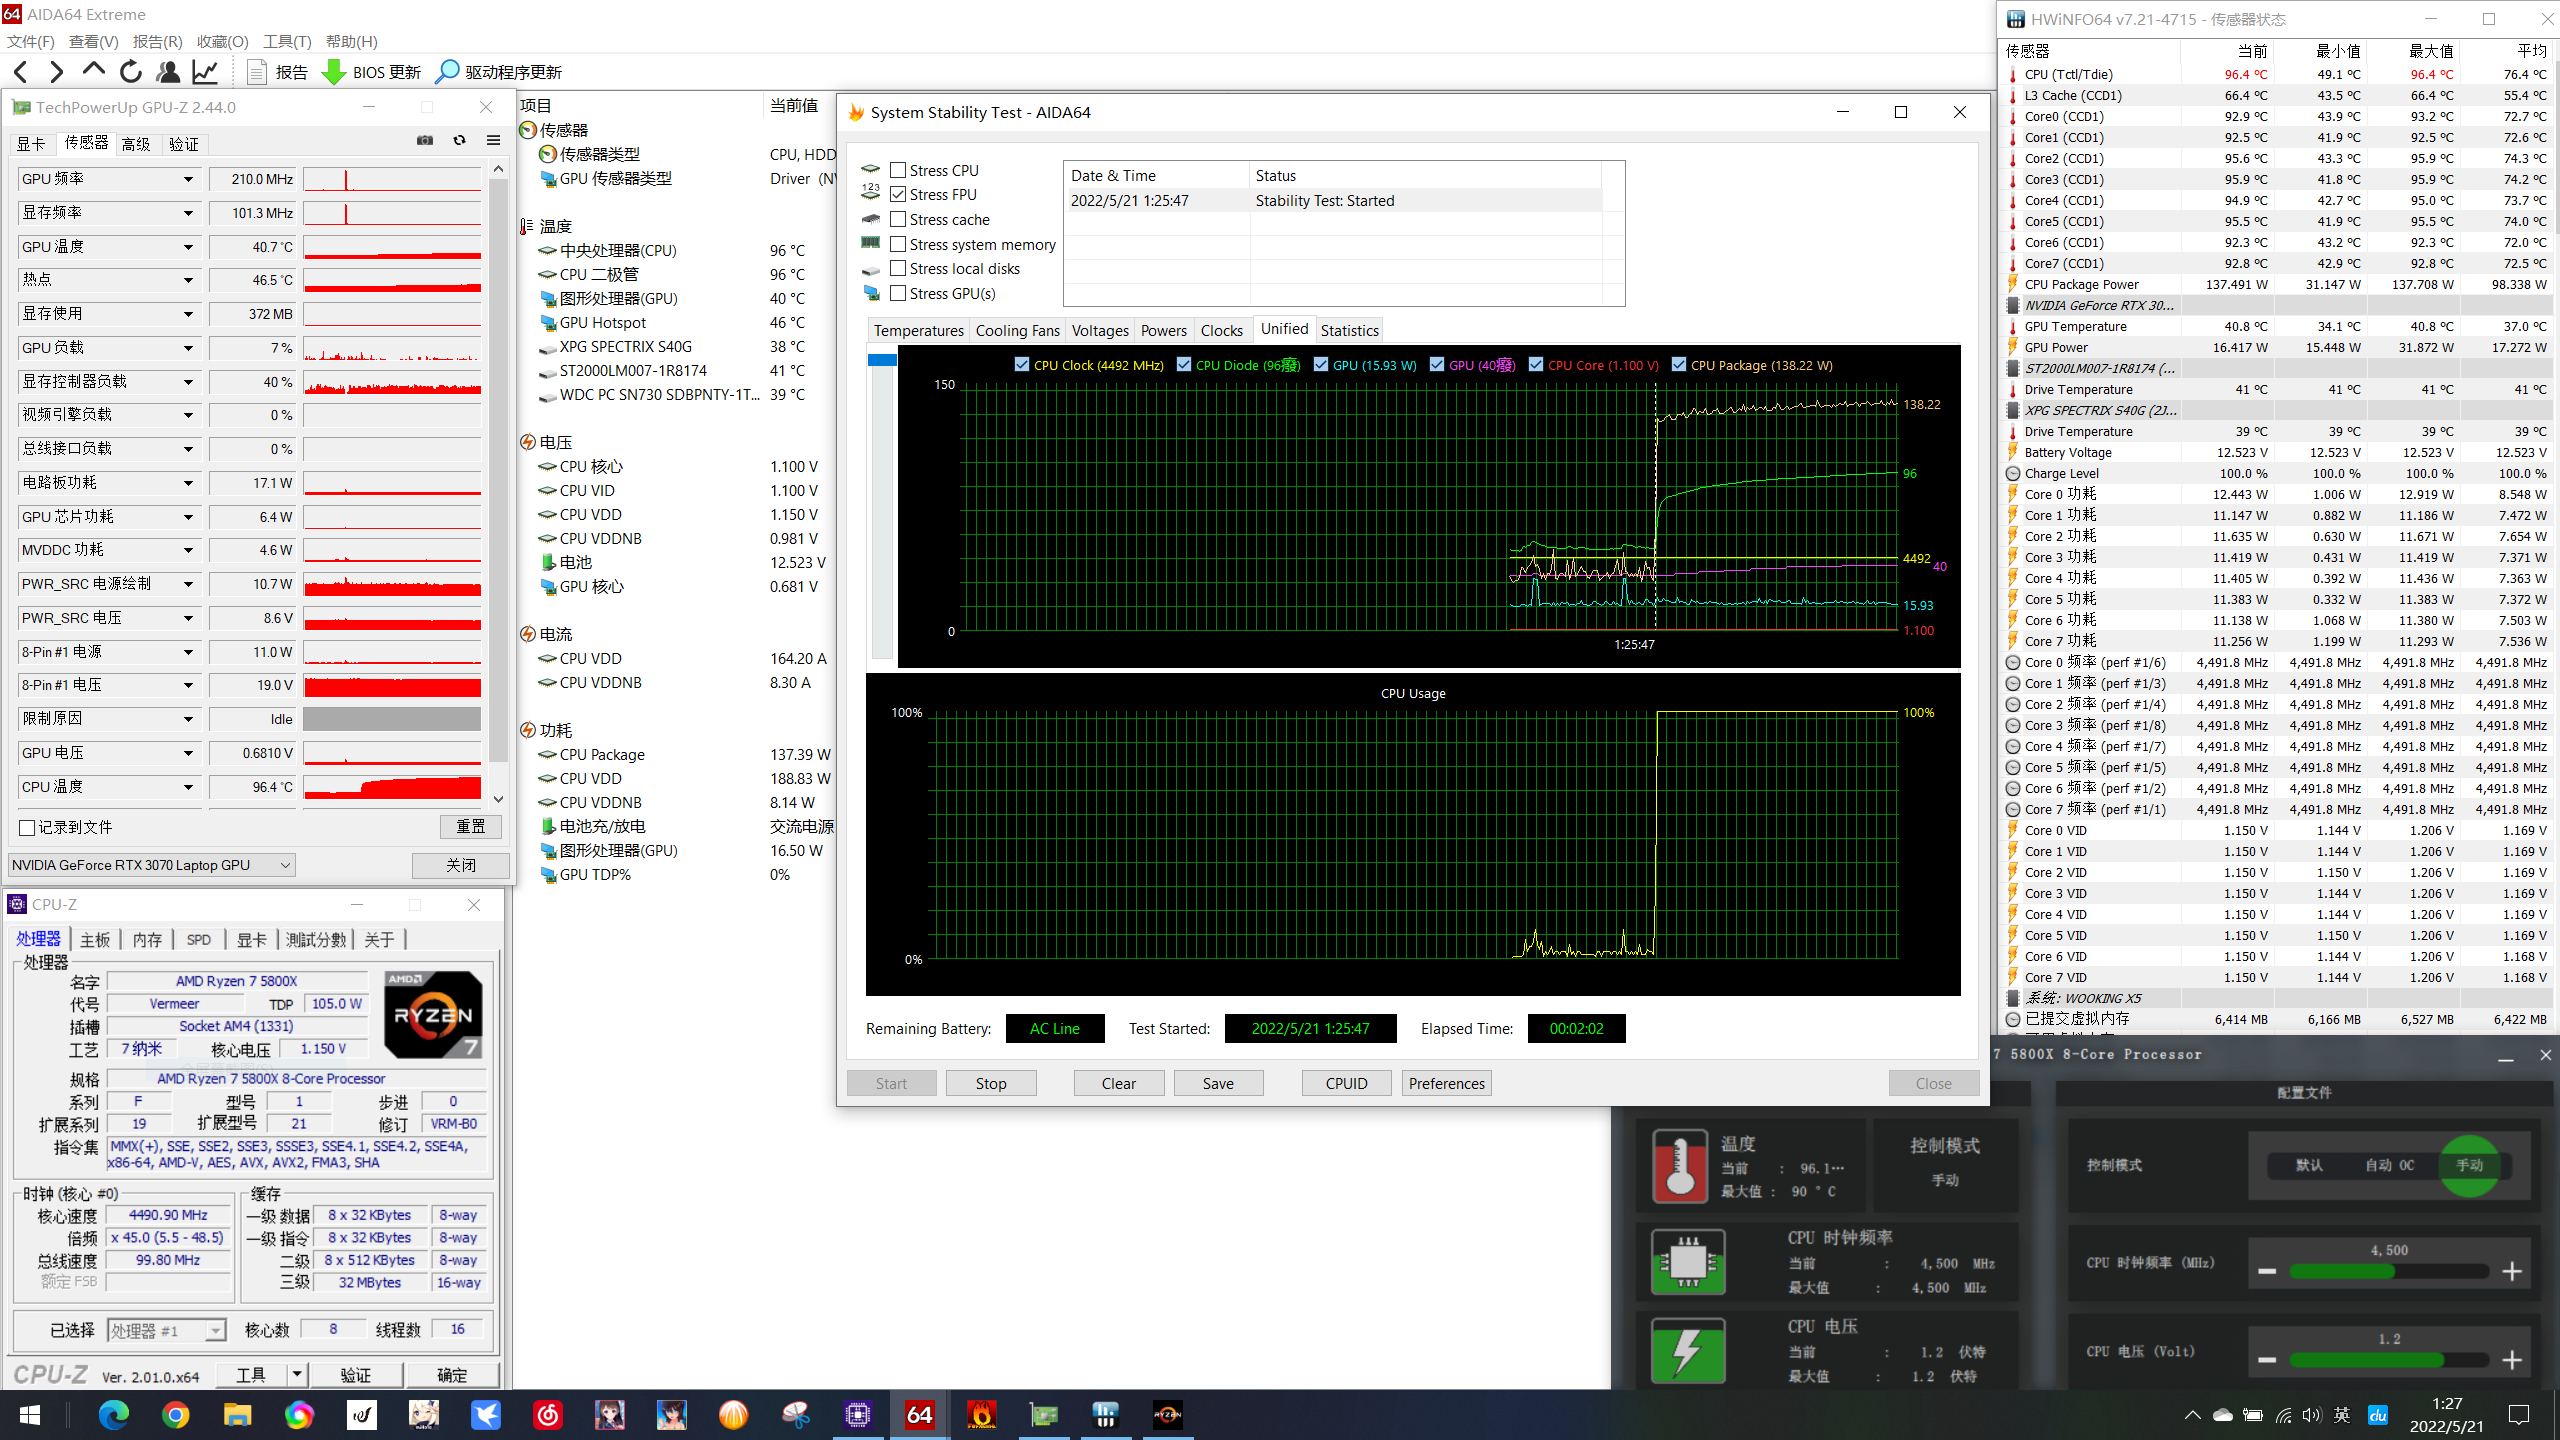 AIDA64 Extreme
文件(F) 查看(V) 报告(R) 收藏(O) 工具(T) 帮助(H)
报告 BIOS 更新 驱动程序更新
TechPowerUp GPU-Z 2.44.0
显卡 传感器 高级 验证
GPU 频率 210.0 MHz
显存频率 101.3 MHz
GPU 温度 40.7 °C
热点 46.5 °C
显存使用 372 MB
GPU 负载 7 %
显存控制器负载 40 %
视频引擎负载 0 %
总线接口负载 0 %
电路板功耗 17.1 W
GPU 芯片功耗 6.4 W
MVDDC 功耗 4.6 W
PWR_SRC 电源绘制 10.7 W
PWR_SRC 电压 8.6 V
8-Pin #1 电源 11.0 W
8-Pin #1 电压 19.0 V
限制原因 Idle
GPU 电压 0.6810 V
CPU 温度 96.4 °C
记录到文件 重置
NVIDIA GeForce RTX 3070 Laptop GPU 关闭
CPU-Z
处理器 主板 内存 SPD 显卡 測試分數 关于
处理器
名字 AMD Ryzen 7 5800X
代号 Vermeer TDP 105.0 W
插槽 Socket AM4 (1331)
工艺 7 纳米 核心电压 1.150 V
AMD RYZEN 7
规格 AMD Ryzen 7 5800X 8-Core Processor
系列 F 型号 1 步进 0
扩展系列 19 扩展型号 21 修订 VRM-B0
指令集 MMX(+), SSE, SSE2, SSE3, SSSE3, SSE4.1, SSE4.2, SSE4A,
x86-64, AMD-V, AES, AVX, AVX2, FMA3, SHA
时钟 (核心 #0) 缓存
核心速度 4490.90 MHz 一级 数据 8 x 32 KBytes 8-way
倍频 x 45.0 (5.5 - 48.5) 一级 指令 8 x 32 KBytes 8-way
总线速度 99.80 MHz 二级 8 x 512 KBytes 8-way
额定 FSB 三级 32 MBytes 16-way
已选择 处理器 #1 核心数 8 线程数 16
CPU-Z Ver. 2.01.0.x64 工具 验证 确定
项目 当前值
传感器
传感器类型 CPU, HDD
GPU 传感器类型 Driver (NV
温度
中央处理器(CPU) 96 °C
CPU 二极管 96 °C
图形处理器(GPU) 40 °C
GPU Hotspot 46 °C
XPG SPECTRIX S40G 38 °C
ST2000LM007-1R8174 41 °C
WDC PC SN730 SDBPNTY-1T... 39 °C
电压
CPU 核心 1.100 V
CPU VID 1.100 V
CPU VDD 1.150 V
CPU VDDNB 0.981 V
电池 12.523 V
GPU 核心 0.681 V
电流
CPU VDD 164.20 A
CPU VDDNB 8.30 A
功耗
CPU Package 137.39 W
CPU VDD 188.83 W
CPU VDDNB 8.14 W
电池充/放电 交流电源
图形处理器(GPU) 16.50 W
GPU TDP% 0%
System Stability Test - AIDA64
Stress CPU
Stress FPU
Stress cache
Stress system memory
Stress local disks
Stress GPU(s)
Date & Time Status
2022/5/21 1:25:47 Stability Test: Started
Temperatures Cooling Fans Voltages Powers Clocks Unified Statistics
CPU Clock (4492 MHz) CPU Diode (96癈) GPU (15.93 W) GPU (40癈) CPU Core (1.100 V) CPU Package (138.22 W)
150
138.22
96
4492
40
15.93
0
1.100
1:25:47
CPU Usage
100% 100%
0%
Remaining Battery: AC Line Test Started: 2022/5/21 1:25:47 Elapsed Time: 00:02:02
Start Stop Clear Save CPUID Preferences Close
HWiNFO64 v7.21-4715 - 传感器状态
传感器 当前 最小值 最大值 平均
CPU (Tctl/Tdie) 96.4 °C 49.1 °C 96.4 °C 76.4 °C
L3 Cache (CCD1) 66.4 °C 43.5 °C 66.4 °C 55.4 °C
Core0 (CCD1) 92.9 °C 43.9 °C 93.2 °C 72.7 °C
Core1 (CCD1) 92.5 °C 41.9 °C 92.5 °C 72.6 °C
Core2 (CCD1) 95.6 °C 43.3 °C 95.9 °C 74.3 °C
Core3 (CCD1) 95.9 °C 41.8 °C 95.9 °C 74.2 °C
Core4 (CCD1) 94.9 °C 42.7 °C 95.0 °C 73.7 °C
Core5 (CCD1) 95.5 °C 41.9 °C 95.5 °C 74.0 °C
Core6 (CCD1) 92.3 °C 43.2 °C 92.3 °C 72.0 °C
Core7 (CCD1) 92.8 °C 42.9 °C 92.8 °C 72.5 °C
CPU Package Power 137.491 W 31.147 W 137.708 W 98.338 W
NVIDIA GeForce RTX 30...
GPU Temperature 40.8 °C 34.1 °C 40.8 °C 37.0 °C
GPU Power 16.417 W 15.448 W 31.872 W 17.272 W
ST2000LM007-1R8174 (...
Drive Temperature 41 °C 41 °C 41 °C 41 °C
XPG SPECTRIX S40G (2J...
Drive Temperature 39 °C 39 °C 39 °C 39 °C
Battery Voltage 12.523 V 12.523 V 12.523 V 12.523 V
Charge Level 100.0 % 100.0 % 100.0 % 100.0 %
Core 0 功耗 12.443 W 1.006 W 12.919 W 8.548 W
Core 1 功耗 11.147 W 0.882 W 11.186 W 7.472 W
Core 2 功耗 11.635 W 0.630 W 11.671 W 7.654 W
Core 3 功耗 11.419 W 0.431 W 11.419 W 7.371 W
Core 4 功耗 11.405 W 0.392 W 11.436 W 7.363 W
Core 5 功耗 11.383 W 0.332 W 11.383 W 7.372 W
Core 6 功耗 11.138 W 1.068 W 11.380 W 7.503 W
Core 7 功耗 11.256 W 1.199 W 11.293 W 7.536 W
Core 0 频率 (perf #1/6) 4,491.8 MHz 4,491.8 MHz 4,491.8 MHz 4,491.8 MHz
Core 1 频率 (perf #1/3) 4,491.8 MHz 4,491.8 MHz 4,491.8 MHz 4,491.8 MHz
Core 2 频率 (perf #1/4) 4,491.8 MHz 4,491.8 MHz 4,491.8 MHz 4,491.8 MHz
Core 3 频率 (perf #1/8) 4,491.8 MHz 4,491.8 MHz 4,491.8 MHz 4,491.8 MHz
Core 4 频率 (perf #1/7) 4,491.8 MHz 4,491.8 MHz 4,491.8 MHz 4,491.8 MHz
Core 5 频率 (perf #1/5) 4,491.8 MHz 4,491.8 MHz 4,491.8 MHz 4,491.8 MHz
Core 6 频率 (perf #1/2) 4,491.8 MHz 4,491.8 MHz 4,491.8 MHz 4,491.8 MHz
Core 7 频率 (perf #1/1) 4,491.8 MHz 4,491.8 MHz 4,491.8 MHz 4,491.8 MHz
Core 0 VID 1.150 V 1.144 V 1.206 V 1.169 V
Core 1 VID 1.150 V 1.144 V 1.206 V 1.169 V
Core 2 VID 1.150 V 1.150 V 1.206 V 1.169 V
Core 3 VID 1.150 V 1.144 V 1.206 V 1.169 V
Core 4 VID 1.150 V 1.144 V 1.206 V 1.169 V
Core 5 VID 1.150 V 1.150 V 1.206 V 1.169 V
Core 6 VID 1.150 V 1.144 V 1.206 V 1.168 V
Core 7 VID 1.150 V 1.144 V 1.206 V 1.168 V
系统: WOOKING X5
已提交虚拟内存 6,414 MB 6,166 MB 6,527 MB 6,422 MB
7 5800X 8-Core Processor
温度
当前 : 96.1...
最大值 : 90 °C
控制模式
手动
CPU 时钟频率
当前 : 4,500 MHz
最大值 : 4,500 MHz
CPU 电压
当前 : 1.2 伏特
最大值 : 1.2 伏特
配置文件
控制模式 默认 自动 OC 手动
CPU 时钟频率 (MHz) 4,500
CPU 电压 (Volt) 1.2
64
RYZEN
英
du
1:27
2022/5/21